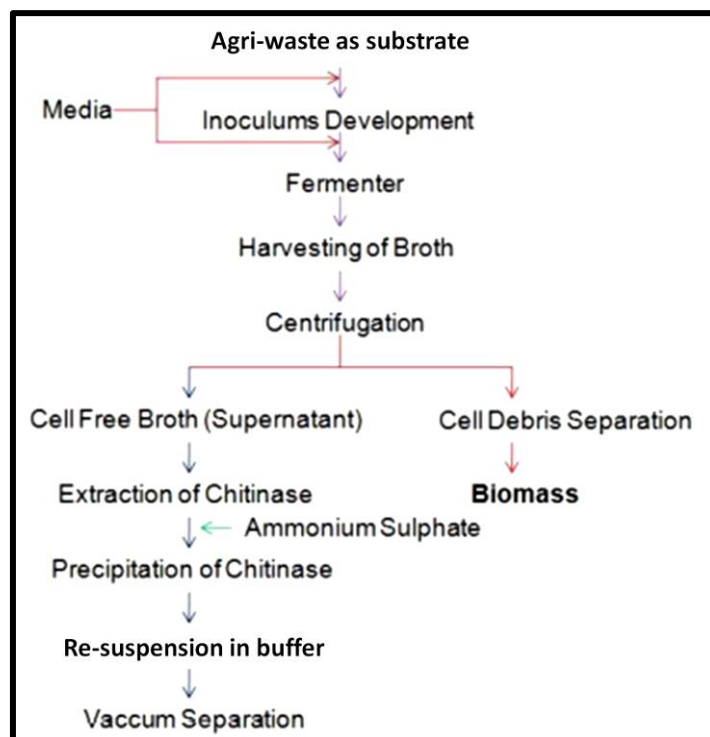 Agri-waste as substrate
Media
Inoculums Development
Fermenter
Harvesting of Broth
Centrifugation
Cell Free Broth (Supernatant)
Cell Debris Separation
Extraction of Chitinase
Biomass
Ammonium Sulphate
Precipitation of Chitinase
Re-suspension in buffer
Vaccum Separation